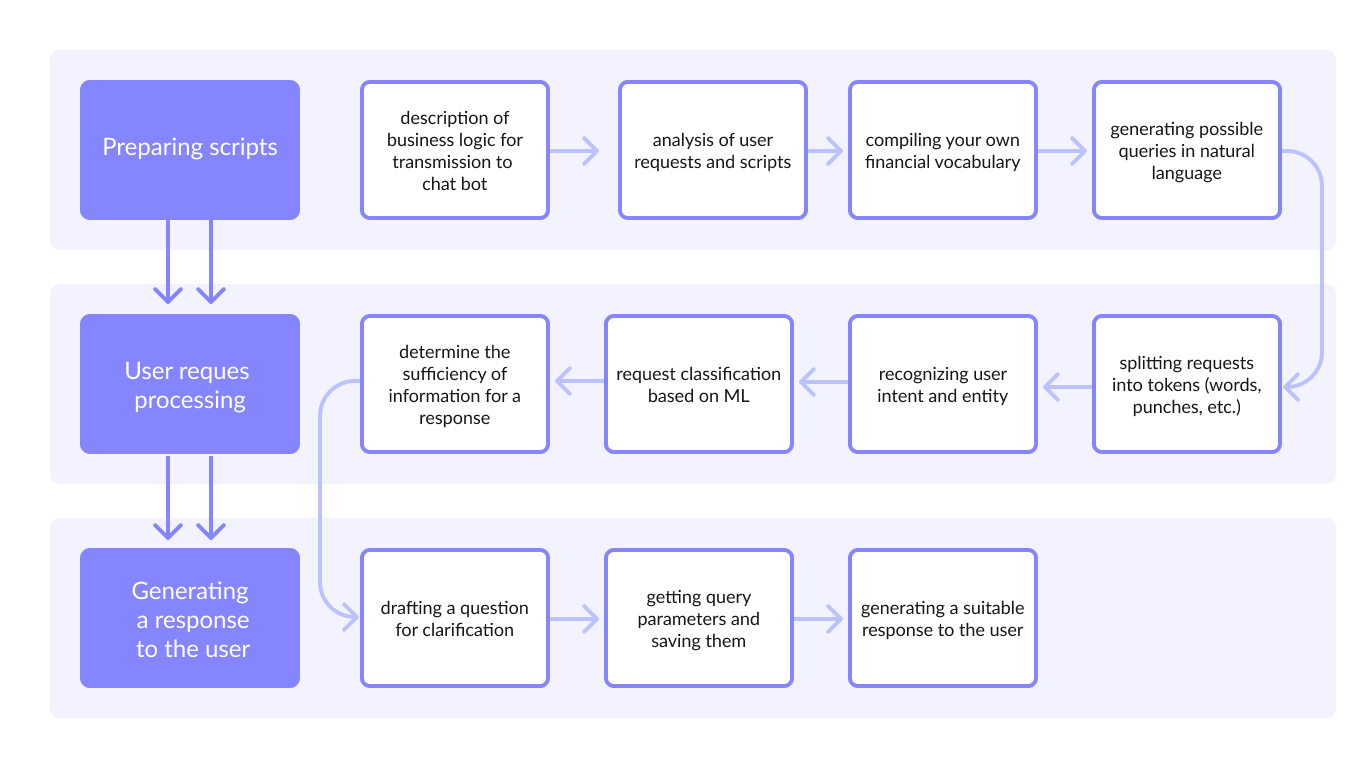 Preparing scripts
description of
business logic for
transmission to
chat bot
analysis of user
requests and scripts
compiling your own
financial vocabulary
generating possible
queries in natural
language
User reques
processing
determine the
sufficiency of
information for a
response
request classification
based on ML
recognizing user
intent and entity
splitting requests
into tokens (words,
punches, etc.)
Generating
a response
to the user
drafting a question
for clarification
getting query
parameters and
saving them
generating a suitable
response to the user